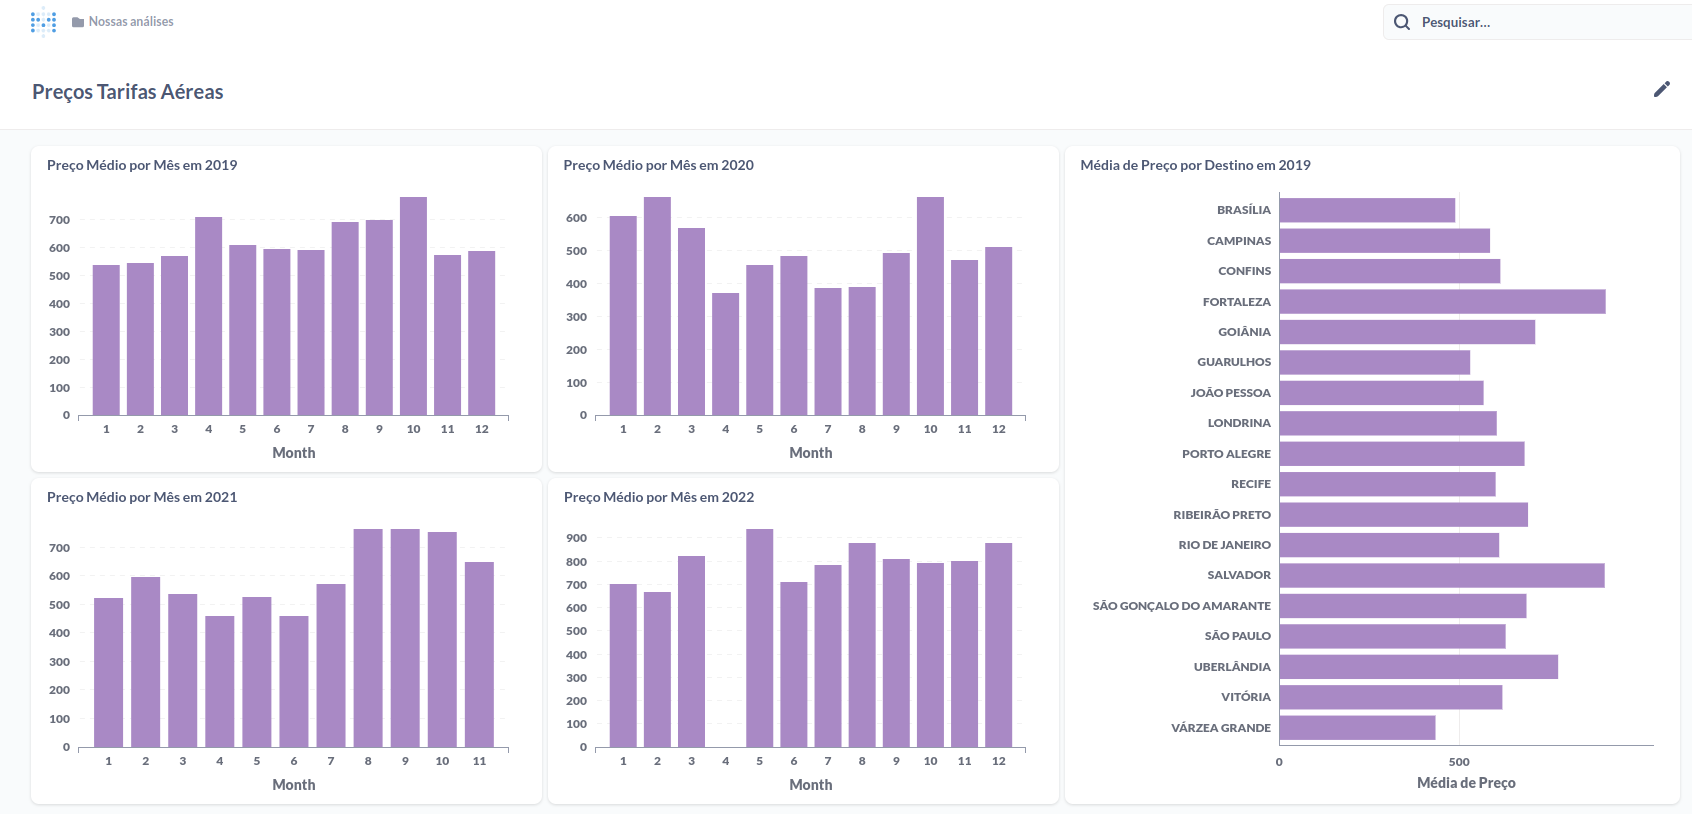 Nossas análises
Pesquisar...
Preços Tarifas Aéreas
Preço Médio por Mês em 2019
700
600
500
400
300
200
100
0
1 2 3 4 5 6 7 8 9 10 11 12
Month
Preço Médio por Mês em 2020
600
500
400
300
200
100
0
1 2 3 4 5 6 7 8 9 10 11 12
Month
Média de Preço por Destino em 2019
BRASÍLIA
CAMPINAS
CONFINS
FORTALEZA
GOIÂNIA
GUARULHOS
JOÃO PESSOA
LONDRINA
PORTO ALEGRE
RECIFE
RIBEIRÃO PRETO
RIO DE JANEIRO
SALVADOR
SÃO GONÇALO DO AMARANTE
SÃO PAULO
UBERLÂNDIA
VITÓRIA
VÁRZEA GRANDE
0 500
Média de Preço
Preço Médio por Mês em 2021
700
600
500
400
300
200
100
0
1 2 3 4 5 6 7 8 9 10 11
Month
Preço Médio por Mês em 2022
900
800
700
600
500
400
300
200
100
0
1 2 3 4 5 6 7 8 9 10 11 12
Month